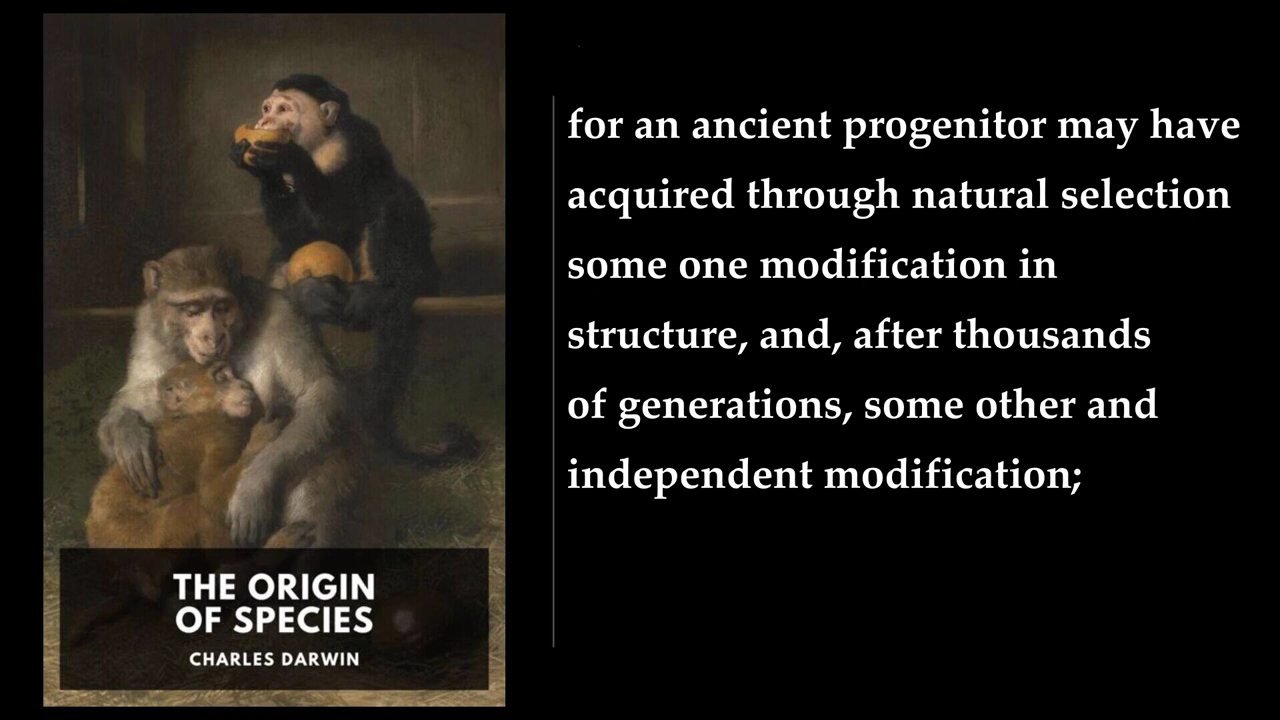 for an ancient progenitor may have
acquired through natural selection
some one modification in
structure, and, after thousands
of generations, some other and
independent modification;
THE ORIGIN
OF SPECIES
CHARLES DARWIN